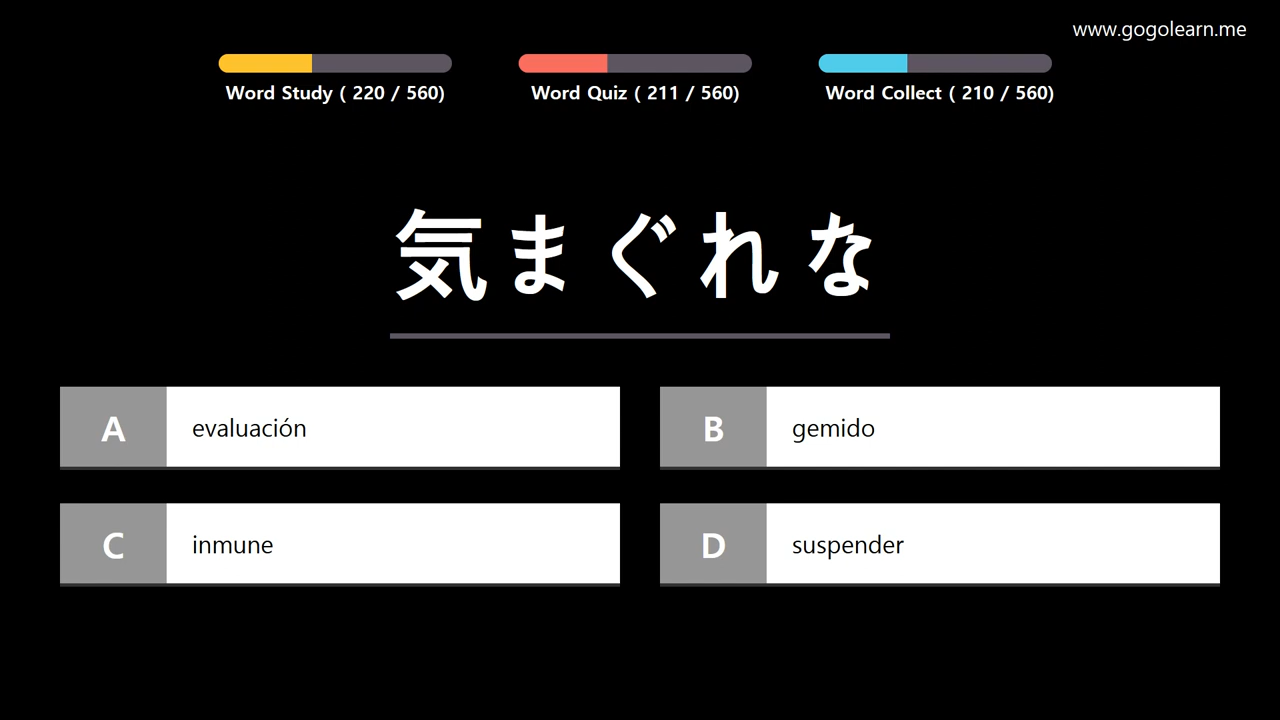 www.gogolearn.me
Word Study ( 220 / 560)
Word Quiz ( 211 / 560)
Word Collect ( 210 / 560)
気まぐれな
A evaluación
B gemido
C inmune
D suspender